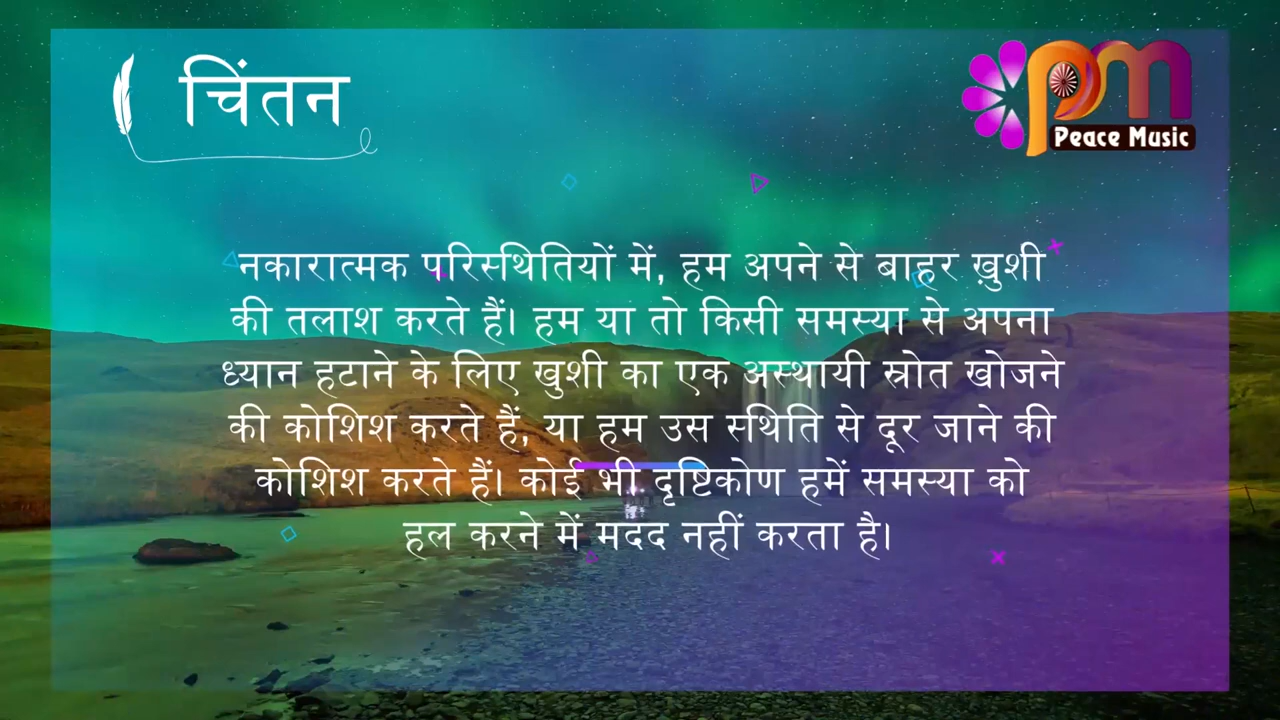 चिंतन
pm
Peace Music
नकारात्मक परिस्थितियों में, हम अपने से बाहर ख़ुशी
की तलाश करते हैं। हम या तो किसी समस्या से अपना
ध्यान हटाने के लिए खुशी का एक अस्थायी स्रोत खोजने
की कोशिश करते हैं, या हम उस स्थिति से दूर जाने की
कोशिश करते हैं। कोई भी दृष्टिकोण हमें समस्या को
हल करने में मदद नहीं करता है।